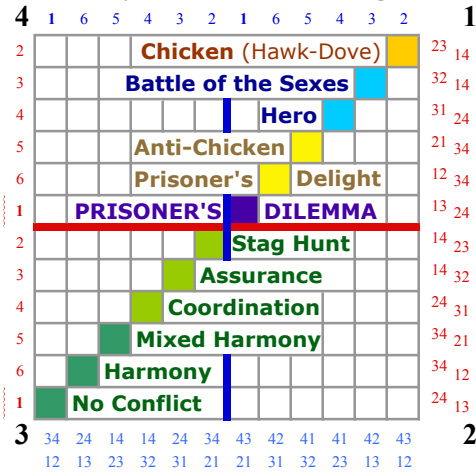 4 1 6 5 4 3 2 1 6 5 4 3 2 1
2 Chicken (Hawk-Dove) 23 14
3 Battle of the Sexes 32 14
4 Hero 31 24
5 Anti-Chicken 21 34
6 Prisoner's Delight 12 34
1 PRISONER'S DILEMMA 13 24
2 Stag Hunt 14 23
3 Assurance 14 32
4 Coordination 24 31
5 Mixed Harmony 34 21
6 Harmony 34 12
1 No Conflict 24 13
3 2
34 24 14 14 24 34 43 42 41 41 42 43
12 13 23 32 31 21 21 31 32 23 13 12